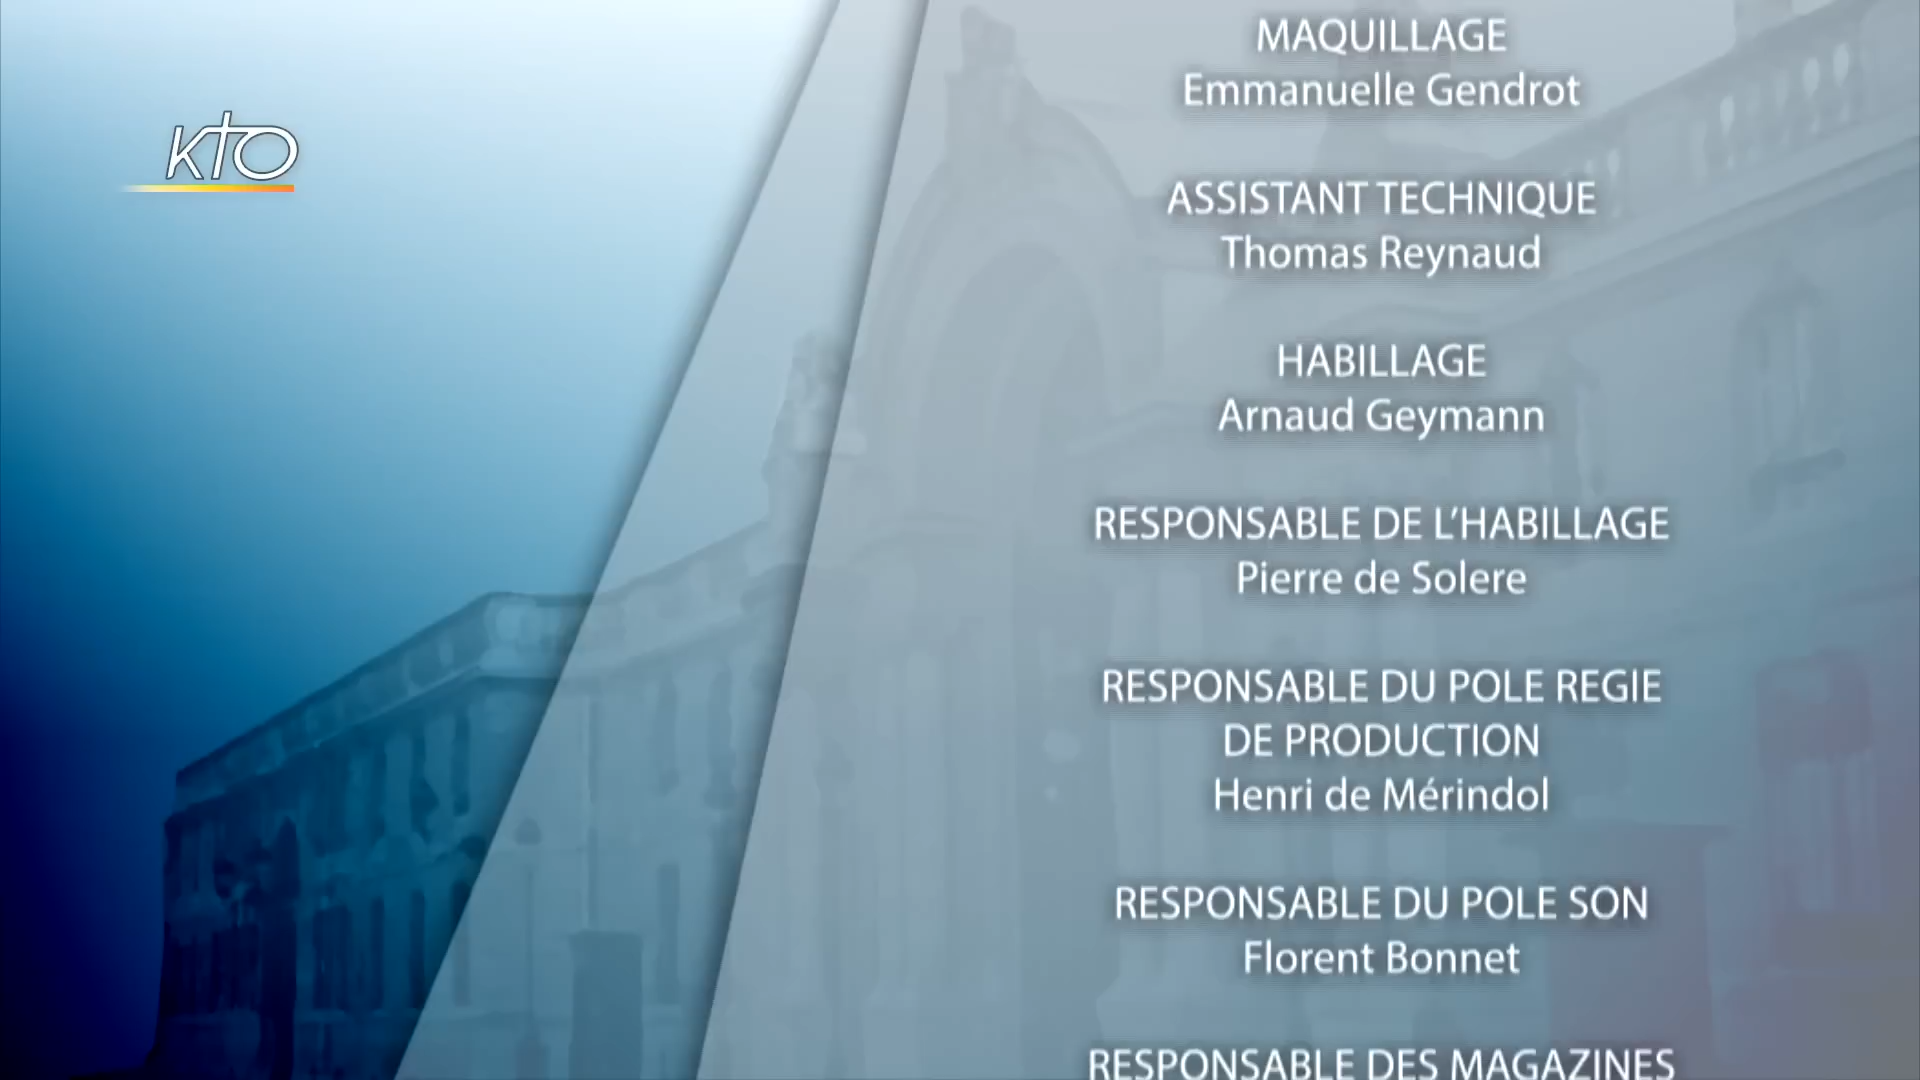 KTO
MAQUILLAGE
Emmanuelle Gendrot
ASSISTANT TECHNIQUE
Thomas Reynaud
HABILLAGE
Arnaud Geymann
RESPONSABLE DE L’HABILLAGE
Pierre de Solere
RESPONSABLE DU POLE REGIE
DE PRODUCTION
Henri de Mérindol
RESPONSABLE DU POLE SON
Florent Bonnet
RESPONSABLE DES MAGAZINES